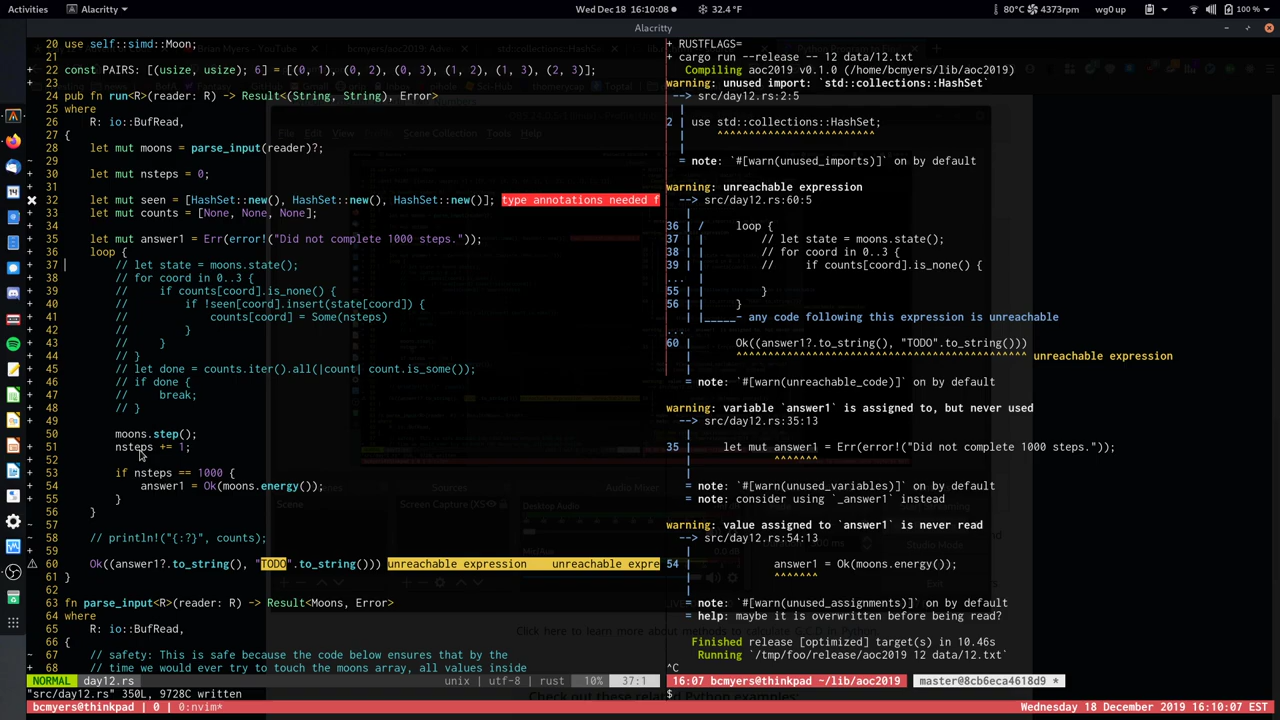 Activities
Alacritty
Wed Dec 18 16:10:08
32.4 °F
80°C
4373rpm
wg0 up
100 %
Alacritty
20 use self::simd::Moon;
21
+ 22 const PAIRS: [(usize, usize); 6] = [(0, 1), (0, 2), (0, 3), (1, 2), (1, 3), (2, 3)];
+ 23
+ 24 pub fn run<R>(reader: R) -> Result<(String, String), Error>
+ 25 where
+ 26 R: io::BufRead,
+ 27 {
+ 28 let mut moons = parse_input(reader)?;
~ 29
+ 30 let mut nsteps = 0;
+ 31
32 let mut seen = [HashSet::new(), HashSet::new(), HashSet::new()]; type annotations needed f
+ 33 let mut counts = [None, None, None];
+ 34
+ 35 let mut answer1 = Err(error!("Did not complete 1000 steps."));
+ 36 loop {
+ 37 // let state = moons.state();
+ 38 // for coord in 0..3 {
+ 39 // if counts[coord].is_none() {
+ 40 // if !seen[coord].insert(state[coord]) {
+ 41 // counts[coord] = Some(nsteps)
+ 42 // }
+ 43 // }
+ 44 // }
+ 45 // let done = counts.iter().all(|count| count.is_some());
+ 46 // if done {
+ 47 // break;
+ 48 // }
50 moons.step();
+ 51 nsteps += 1;
+ 52
+ 53 if nsteps == 1000 {
+ 54 answer1 = Ok(moons.energy());
+ 55 }
+ 56 }
~ 57
~ 58 // println!("{:?}", counts);
~ 59
60 Ok((answer1?.to_string(), "TODO".to_string())) unreachable expression unreachable expre
+ 61 }
62
+ 63 fn parse_input<R>(reader: R) -> Result<Moons, Error>
+ 64 where
+ 65 R: io::BufRead,
+ 66 {
~ 67 // safety: This is safe because the code below ensures that by the
+ 68 // time we would ever try to touch the moons array, all values inside
NORMAL day12.rs unix | utf-8 | rust 10% 37:1
"src/day12.rs" 350L, 9728C written
+ RUSTFLAGS=
+ cargo run --release -- 12 data/12.txt
Compiling aoc2019 v0.1.0 (/home/bcmyers/lib/aoc2019)
warning: unused import: `std::collections::HashSet`
--> src/day12.rs:2:5
|
2 | use std::collections::HashSet;
| ^^^^^^^^^^^^^^^^^^^^^^^^^
|
= note: `#[warn(unused_imports)]` on by default
warning: unreachable expression
--> src/day12.rs:60:5
|
36 | / loop {
37 | | // let state = moons.state();
38 | | // for coord in 0..3 {
39 | | // if counts[coord].is_none() {
...
55 | | }
56 | | }
| |_____- any code following this expression is unreachable
...
60 | Ok((answer1?.to_string(), "TODO".to_string()))
| ^^^^^^^^^^^^^^^^^^^^^^^^^^^^^^^^^^^^^^^^^^^^^^ unreachable expression
|
= note: `#[warn(unreachable_code)]` on by default
warning: variable `answer1` is assigned to, but never used
--> src/day12.rs:35:13
|
35 | let mut answer1 = Err(error!("Did not complete 1000 steps."));
| ^^^^^^^
|
= note: `#[warn(unused_variables)]` on by default
= note: consider using `_answer1` instead
warning: value assigned to `answer1` is never read
--> src/day12.rs:54:13
|
54 | answer1 = Ok(moons.energy());
| ^^^^^^^
|
= note: `#[warn(unused_assignments)]` on by default
= help: maybe it is overwritten before being read?
Finished release [optimized] target(s) in 10.46s
Running `/tmp/foo/release/aoc2019 12 data/12.txt`
^C
16:07 bcmyers@thinkpad ~/lib/aoc2019 master@8cb6eca4618d9 *
$
bcmyers@thinkpad | 0 | 0:nvim* Wednesday 18 December 2019 16:10:07 EST
Click here to learn more about methods to calculate G.C.D in Python
Check out these related Python examples: